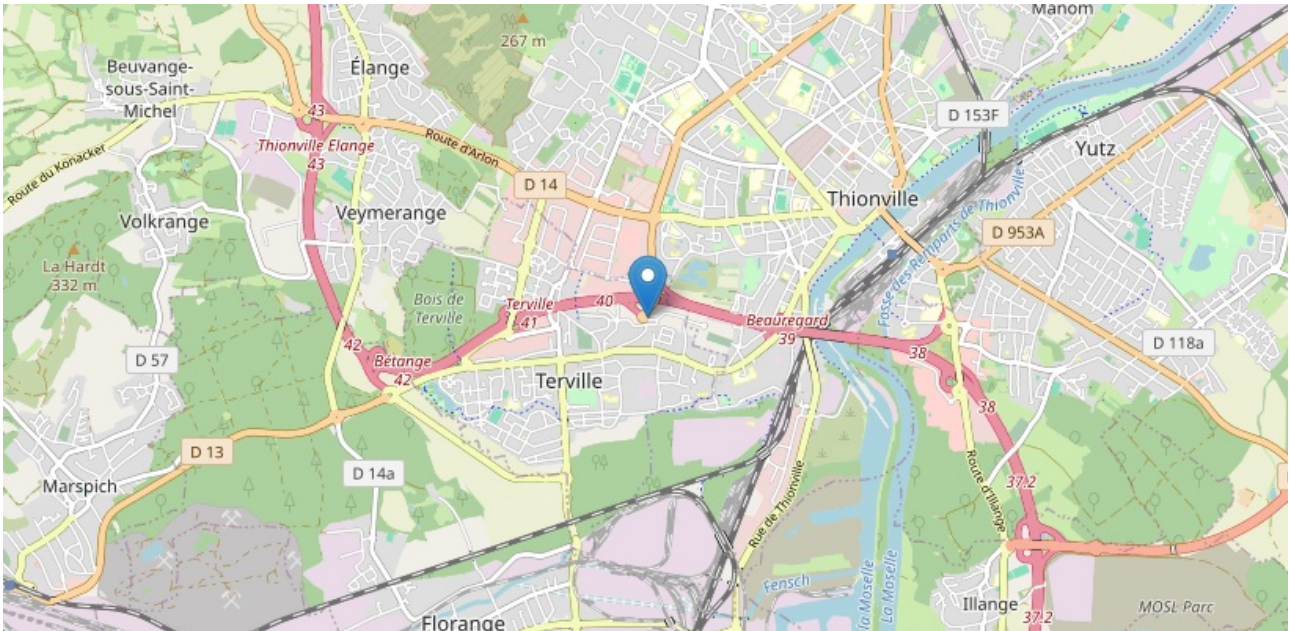 Manom
267 m
Beuvange-
sous-Saint-
Michel
Élange
43
Thionville Elange
43
Route d'Arlon
D 153F
Yutz
Route du Konacker
D 14
Thionville
Volkrange
Veymerange
Fosse des Remparts de Thionville
D 953A
La Hardt
332 m
Bois de
Terville
Terville
41
40
Beauregard
39
38
D 118a
42
D 57
Bétange
42
Terville
38
D 13
D 14a
Marspich
Route d'Illange
37.2
Rue de Thionville
Fensch
la Moselle
La Moselle
Illange
MOSL Parc
37.2
Florange